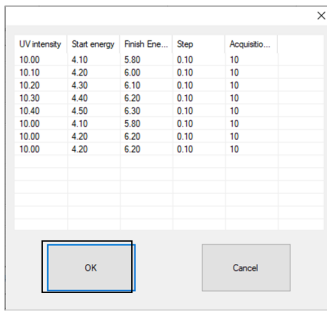 UV intensity Start energy Finish Ene... Step Acquisitio...
10.00 4.10 5.80 0.10 10
10.10 4.20 6.00 0.10 10
10.20 4.30 6.10 0.10 10
10.30 4.40 6.20 0.10 10
10.40 4.50 6.30 0.10 10
10.00 4.10 5.80 0.10 10
10.00 4.20 6.20 0.10 10
10.00 4.20 6.20 0.10 10
OK Cancel